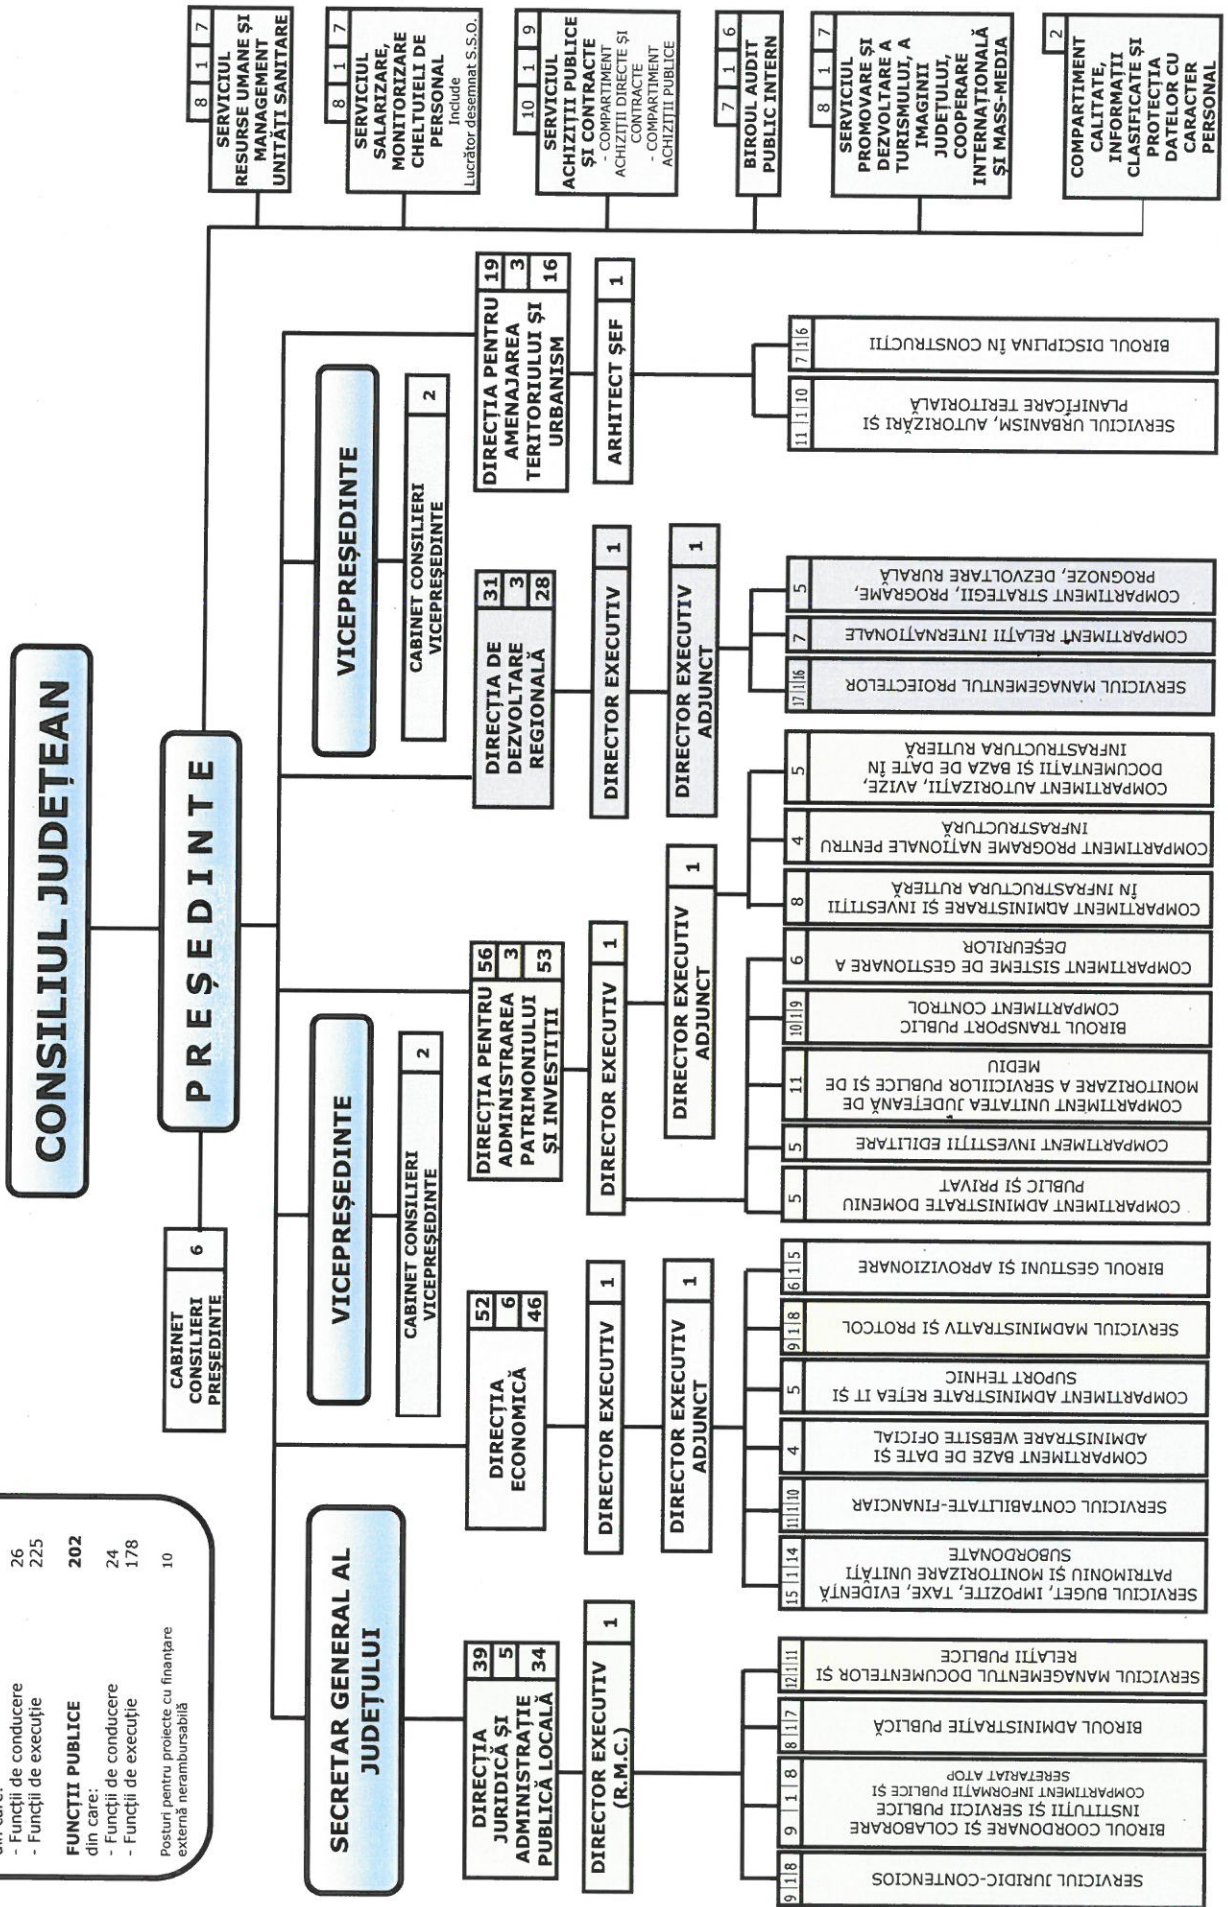 din care:
- Funcții de conducere 26
- Funcții de execuție 225
FUNCȚII PUBLICE 202
din care:
- Funcții de conducere 24
- Funcții de execuție 178
Posturi pentru proiecte cu finanțare
externă nerambursabilă 10
CONSILIUL JUDEȚEAN
PREȘEDINTE
CABINET
CONSILIERI
PREȘEDINTE
6
SECRETAR GENERAL AL
JUDEȚULUI
VICEPREȘEDINTE
CABINET CONSILIERI
VICEPREȘEDINTE
2
VICEPREȘEDINTE
CABINET CONSILIERI
VICEPREȘEDINTE
2
DIRECȚIA
JURIDICĂ ȘI
ADMINISTRAȚIE
PUBLICĂ LOCALĂ
39
5
34
DIRECTOR EXECUTIV
(R.M.C.)
1
9 1 8
SERVICIUL JURIDIC-CONTENCIOS
9 1 8
BIROUL COORDONARE ȘI COLABORARE
INSTITUȚII ȘI SERVICII PUBLICE
COMPARTIMENT INFORMAȚII PUBLICE ȘI
SERETARIAT ATOP
8 1 7
BIROUL ADMINISTRAȚIE PUBLICĂ
12 1 11
SERVICIUL MANAGEMENTUL DOCUMENTELOR ȘI
RELAȚII PUBLICE
DIRECȚIA
ECONOMICĂ
52
6
46
DIRECTOR EXECUTIV
1
DIRECTOR EXECUTIV
ADJUNCT
1
15 1 14
SERVICIUL BUGET, IMPOZITE, TAXE, EVIDENȚĂ
PATRIMONIU ȘI MONITORIZARE UNITĂȚI
SUBORDONATE
11 1 10
SERVICIUL CONTABILITATE-FINANCIAR
4
COMPARTIMENT BAZE DE DATE ȘI
ADMINISTRARE WEBSITE OFICIAL
5
COMPARTIMENT ADMINISTRATE REȚEA IT ȘI
SUPORT TEHNIC
9 1 8
SERVICIUL MADMINISTRATIV ȘI PROTCOL
6 1 5
BIROUL GESTIUNI ȘI APROVIZIONARE
DIRECȚIA PENTRU
ADMINISTRAREA
PATRIMONIULUI
ȘI INVESTIȚII
56
3
53
DIRECTOR EXECUTIV
1
DIRECTOR EXECUTIV
ADJUNCT
1
5
COMPARTIMENT ADMINISTRATE DOMENIU
PUBLIC ȘI PRIVAT
5
COMPARTIMENT INVESTIȚII EDILITARE
11
COMPARTIMENT UNITATEA JUDEȚEANĂ DE
MONITORIZARE A SERVICIILOR PUBLICE ȘI DE
MEDIU
10 1 9
BIROUL TRANSPORT PUBLIC
COMPARTIMENT CONTROL
6
COMPARTIMENT SISTEME DE GESTIONARE A
DEȘEURILOR
8
COMPARTIMENT ADMINISTRARE ȘI INVESTIȚII
ÎN INFRASTRUCTURA RUTIERĂ
4
COMPARTIMENT PROGRAME NAȚIONALE PENTRU
INFRASTRUCTURĂ
5
COMPARTIMENT AUTORIZAȚII, AVIZE,
DOCUMENTAȚII ȘI BAZA DE DATE ÎN
INFRASTRUCTURA RUTIERĂ
DIRECȚIA DE
DEZVOLTARE
REGIONALĂ
31
3
28
DIRECTOR EXECUTIV
1
DIRECTOR EXECUTIV
ADJUNCT
1
17 1 16
SERVICIUL MANAGEMENTUL PROIECTELOR
7
COMPARTIMENT RELAȚII INTERNAȚIONALE
5
COMPARTIMENT STRATEGII, PROGRAME,
PROGNOZE, DEZVOLTARE RURALĂ
DIRECȚIA PENTRU
AMENAJAREA
TERITORIULUI ȘI
URBANISM
19
3
16
ARHITECT ȘEF
1
11 1 10
SERVICIUL URBANISM, AUTORIZĂRI ȘI
PLANIFICARE TERITORIALĂ
7 1 6
BIROUL DISCIPLINA ÎN CONSTRUCȚII
8 1 7
SERVICIUL
RESURSE UMANE ȘI
MANAGEMENT
UNITĂȚI SANITARE
8 1 7
SERVICIUL
SALARIZARE,
MONITORIZARE
CHELTUIELI DE
PERSONAL
Include
Lucrător desemnat S.S.O.
10 1 9
SERVICIUL
ACHIZIȚII PUBLICE
ȘI CONTRACTE
- COMPARTIMENT
ACHIZIȚII DIRECTE ȘI
CONTRACTE
- COMPARTIMENT
ACHIZIȚII PUBLICE
7 1 6
BIROUL AUDIT
PUBLIC INTERN
8 1 7
SERVICIUL
PROMOVARE ȘI
DEZVOLTARE A
TURISMULUI, A
IMAGINII
JUDEȚULUI,
COOPERARE
INTERNAȚIONALĂ
ȘI MASS-MEDIA
2
COMPARTIMENT
CALITATE,
INFORMAȚII
CLASIFICATE ȘI
PROTECȚIA
DATELOR CU
CARACTER
PERSONAL